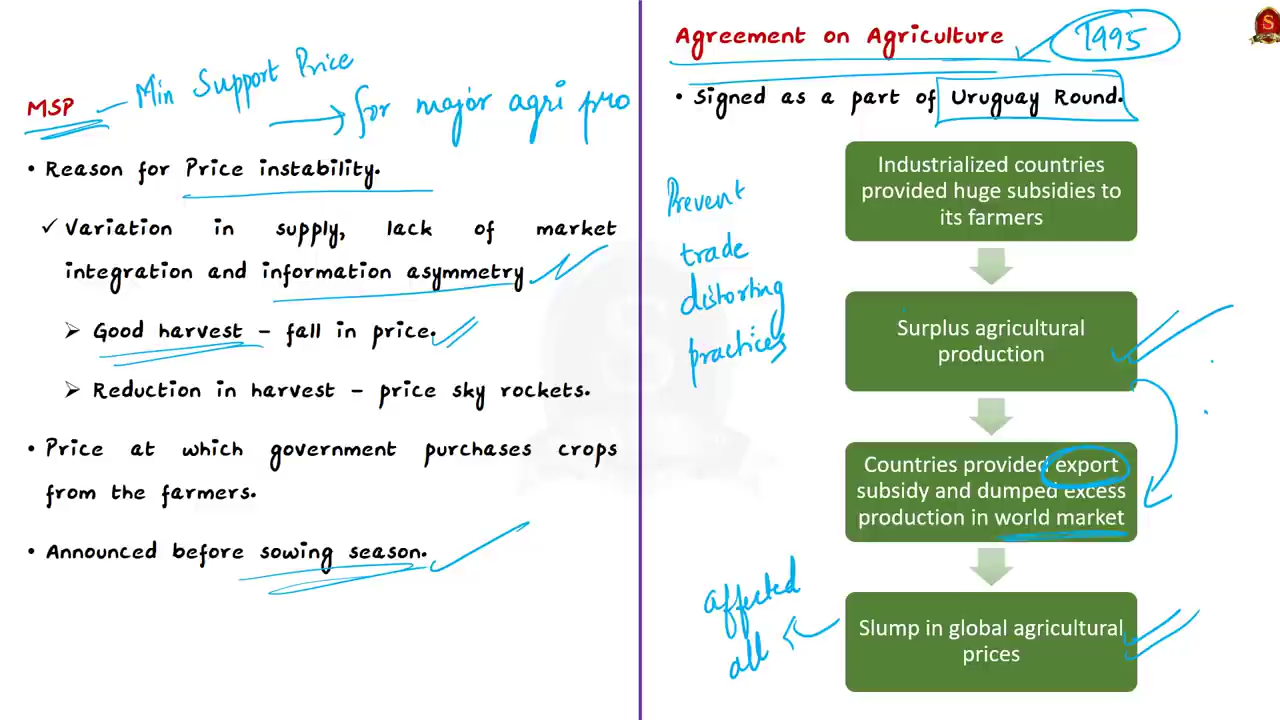 MSP
Min Support Price
for major agri pro
• Reason for Price instability.
✓ Variation in supply, lack of market
integration and information asymmetry
➢ Good harvest – fall in price.
➢ Reduction in harvest – price sky rockets.
• Price at which government purchases crops
from the farmers.
• Announced before sowing season.
Agreement on Agriculture
1995
• Signed as a part of Uruguay Round.
Prevent
trade
distorting
practices
Industrialized countries
provided huge subsidies to
its farmers
Surplus agricultural
production
Countries provided export
subsidy and dumped excess
production in world market
Slump in global agricultural
prices
affected
all
S